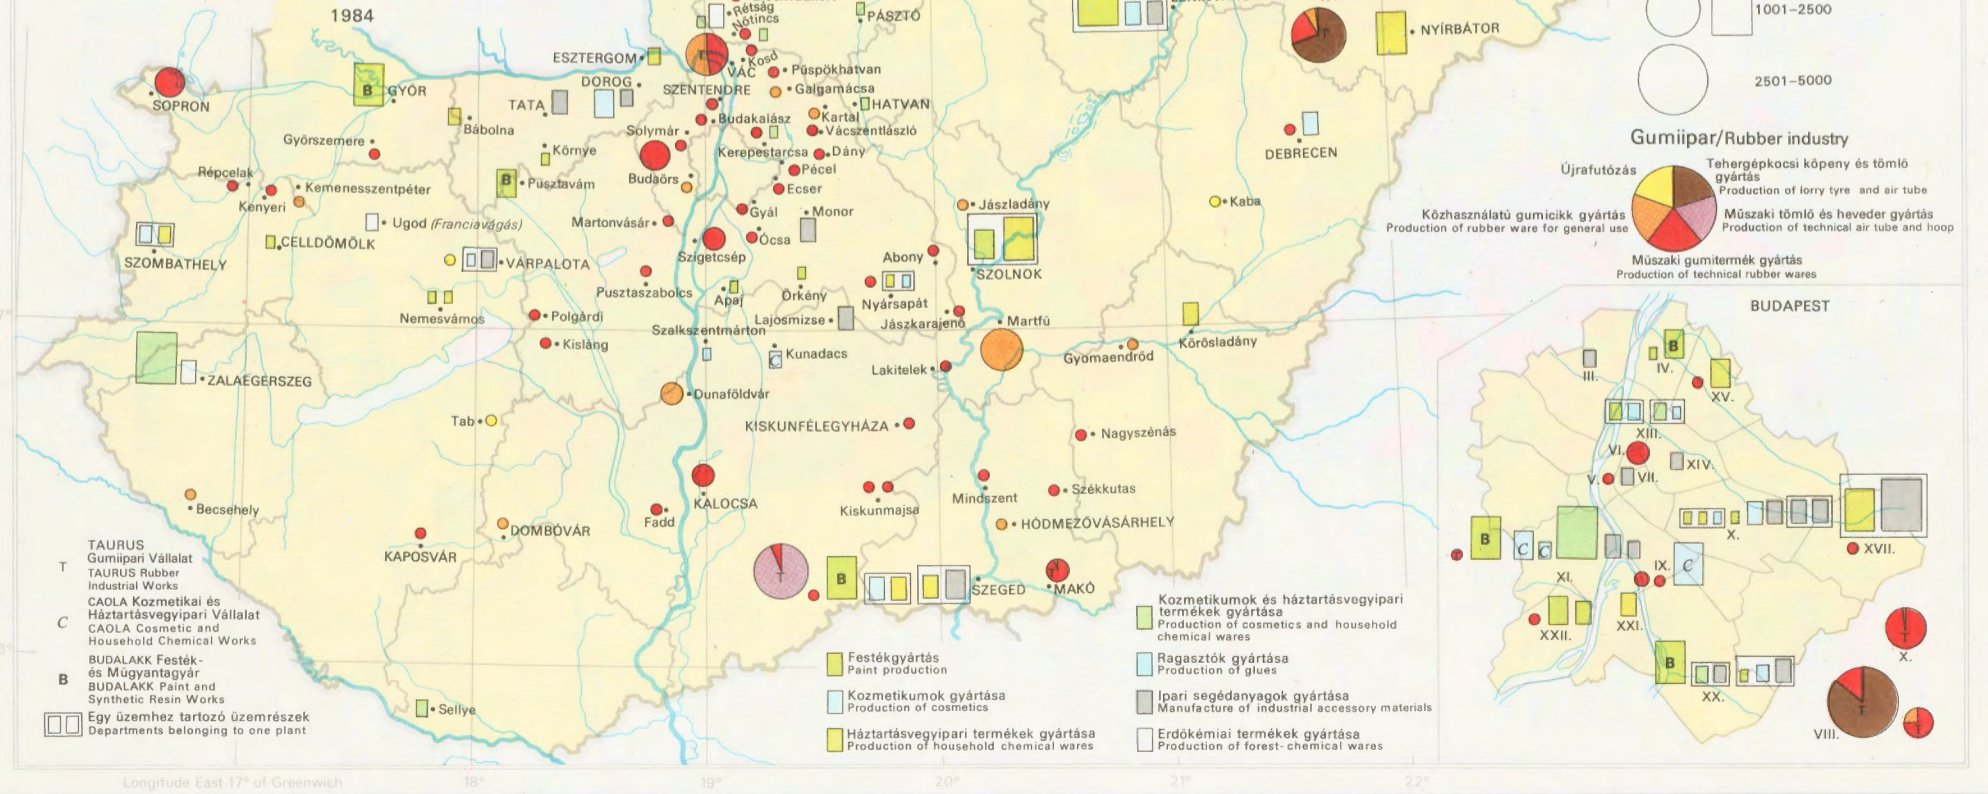 1984
Rétság
Nőtincs
PÁSZTÓ
NYÍRBÁTOR
1001–2500
2501–5000
ESZTERGOM
VÁC
Kosd
Püspökhatvan
Galgamácsa
DOROG
SZENTENDRE
HATVAN
SOPRON
GYŐR
TATA
Bábolna
Budakalász
Kartal
Vácszentlászló
Solymár
Győrszemere
Környe
Kerepestarcsa
Dány
DEBRECEN
Pécel
Répcelak
Kemenesszentpéter
Kenyeri
Pusztavám
Budaörs
Ecser
Ugod (Franciavágás)
Martonvásár
Gyál
Monor
Jászladány
Kaba
CELLDÖMÖLK
Ócsa
SZOMBATHELY
VÁRPALOTA
Szigetcsép
Abony
SZOLNOK
Pusztaszabolcs
Apaj
Örkény
Nyársapát
Nemesvámos
Polgárdi
Lajosmizse
Jászkarajenő
Martfű
Szalkszentmárton
Kisláng
C
Kunadacs
Gyomaendrőd
Körösladány
Lakitelek
ZALAEGERSZEG
Dunaföldvár
Tab
KISKUNFÉLEGYHÁZA
Nagyszénás
KALOCSA
Kiskunmajsa
Mindszent
Székkutas
Becsehely
Fadd
HÓDMEZŐVÁSÁRHELY
DOMBÓVÁR
KAPOSVÁR
T
B
SZEGED
T
MAKÓ
Sellye
Gumiipar/Rubber industry
Újrafutózás
Tehergépkocsi köpeny és tömlő
gyártás
Production of lorry tyre and air tube
Közhasználatú gumicikk gyártás
Production of rubber ware for general use
Műszaki tömlő és heveder gyártás
Production of technical air tube and hoop
Műszaki gumitermék gyártás
Production of technical rubber wares
BUDAPEST
III.
B
IV.
XV.
XIII.
VI.
XIV.
V.
VII.
X.
XVII.
B
C
C
XI.
IX.
C
XXII.
XXI.
B
XX.
T
X.
T
VIII.
T
T
TAURUS
Gumiipari Vállalat
TAURUS Rubber
Industrial Works
C
CAOLA Kozmetikai és
Háztartásvegyipari Vállalat
CAOLA Cosmetic and
Household Chemical Works
B
BUDALAKK Festék-
és Műgyantagyár
BUDALAKK Paint and
Synthetic Resin Works
Egy üzemhez tartozó üzemrészek
Departments belonging to one plant
Festékgyártás
Paint production
Kozmetikumok gyártása
Production of cosmetics
Háztartásvegyipari termékek gyártása
Production of household chemical wares
Kozmetikumok és háztartásvegyipari
termékek gyártása
Production of cosmetics and household
chemical wares
Ragasztók gyártása
Production of glues
Ipari segédanyagok gyártása
Manufacture of industrial accessory materials
Erdőkémiai termékek gyártása
Production of forest-chemical wares
Longitude East 17° of Greenwich
18°
19°
20°
21°
22°